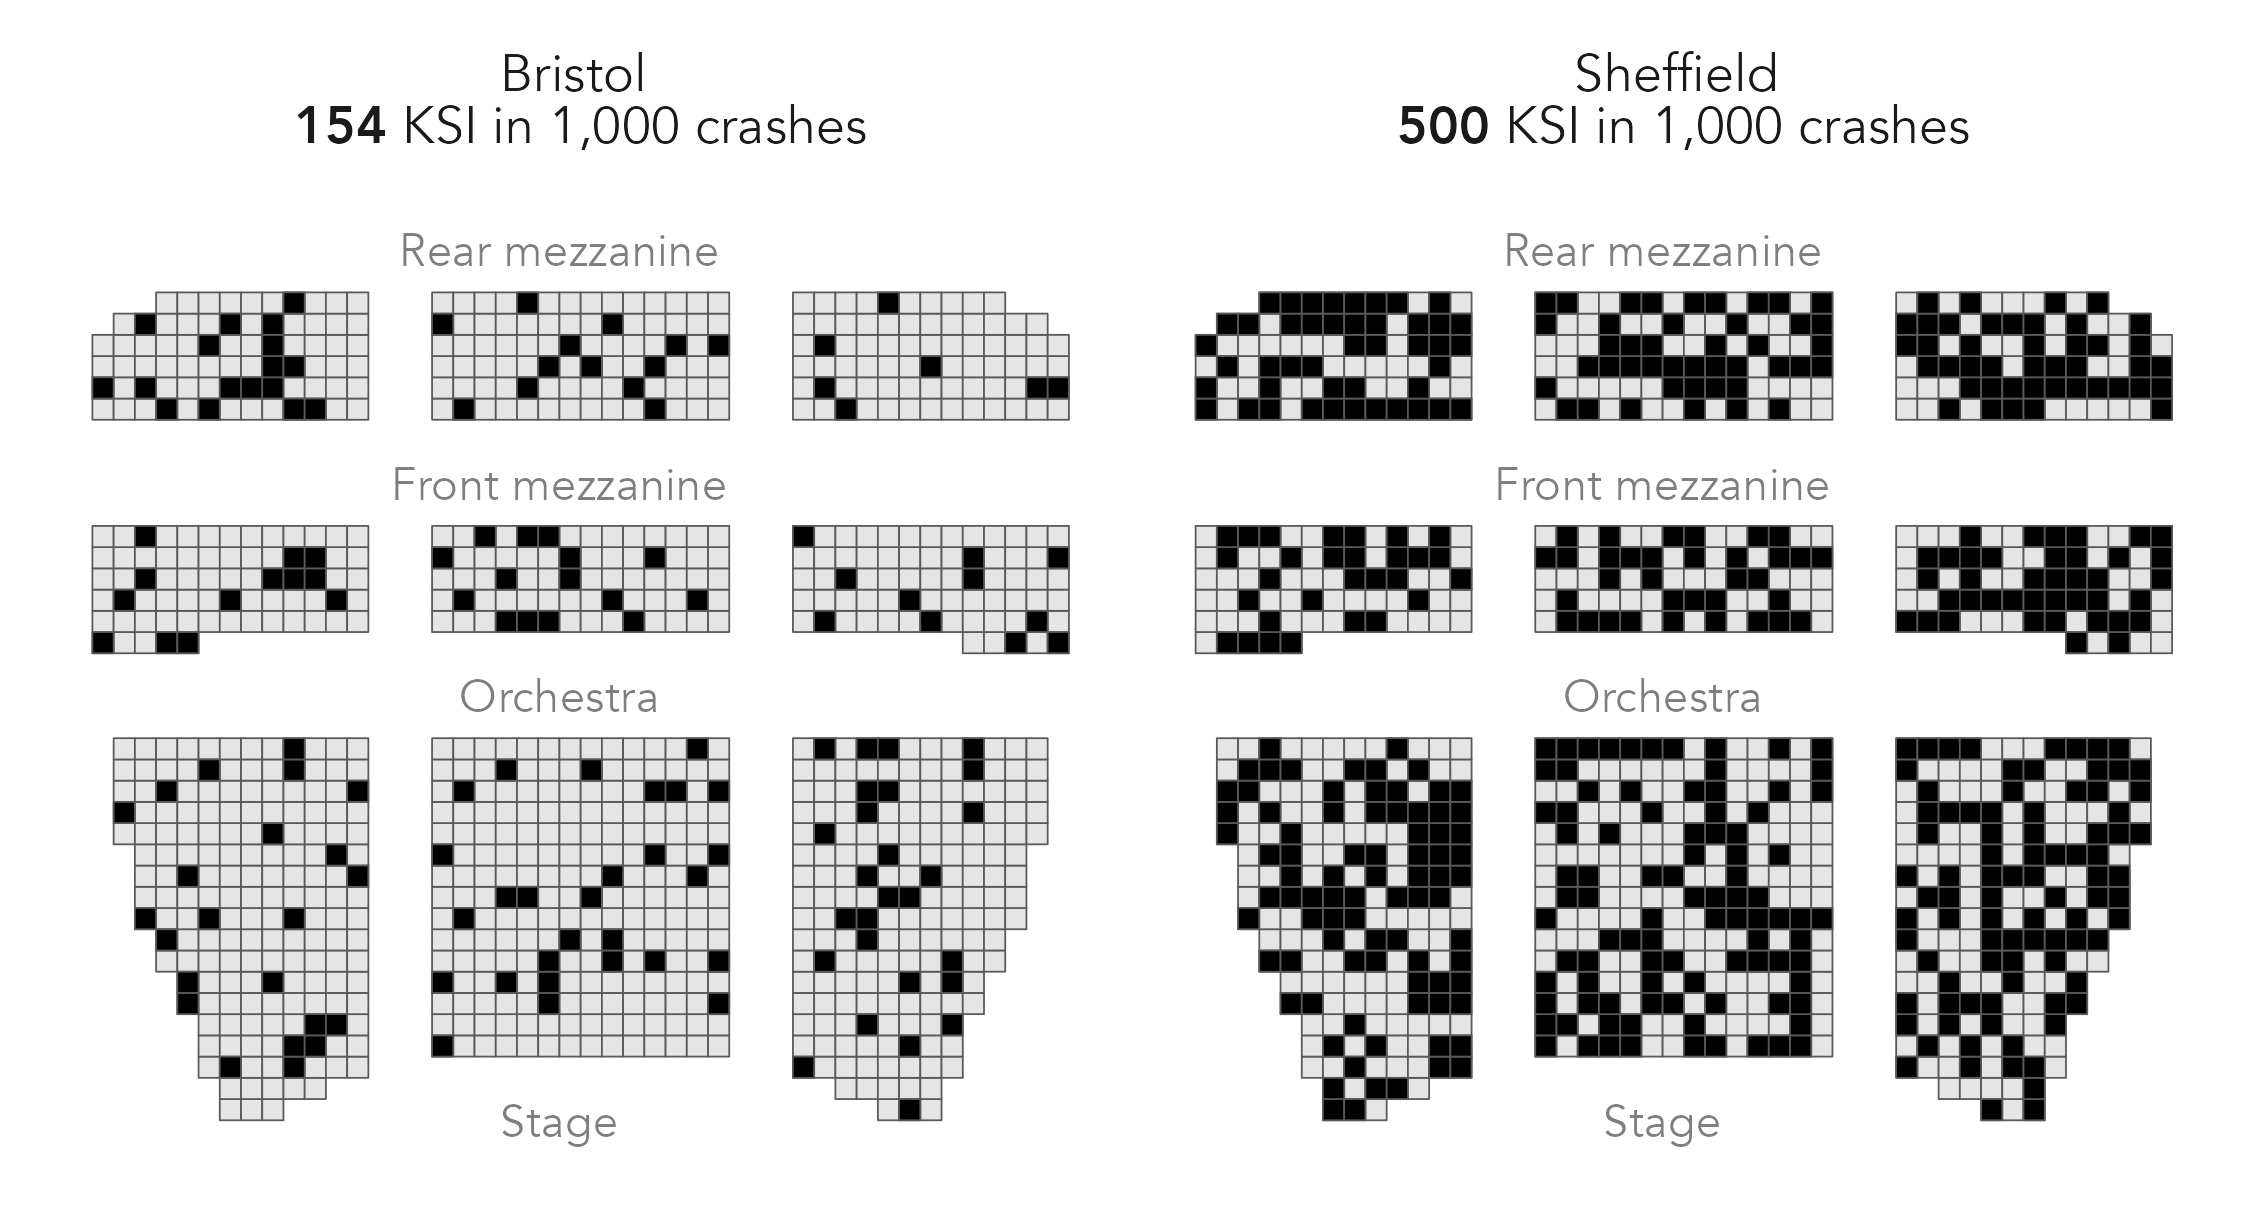 Bristol
154 KSI in 1,000 crashes
Rear mezzanine
Front mezzanine
Orchestra
Stage
Sheffield
500 KSI in 1,000 crashes
Rear mezzanine
Front mezzanine
Orchestra
Stage